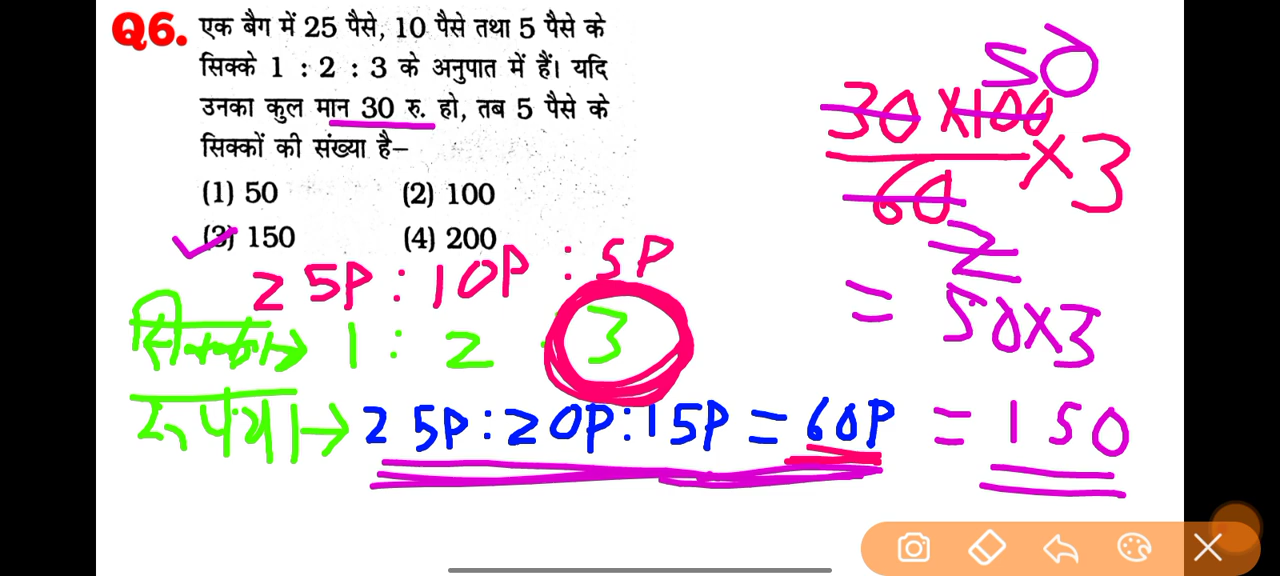 Q6. एक बैग में 25 पैसे, 10 पैसे तथा 5 पैसे के
सिक्के 1 : 2 : 3 के अनुपात में हैं। यदि
उनका कुल मान 30 रु. हो, तब 5 पैसे के
सिक्कों की संख्या है–
(1) 50 (2) 100
(3) 150 (4) 200
25P : 10P : 5P
सिक्का→ 1 : 2 : 3
रूपया→ 25P : 20P : 15P = 60P
50
30 × 100
60
× 3
2
= 50×3
= 150